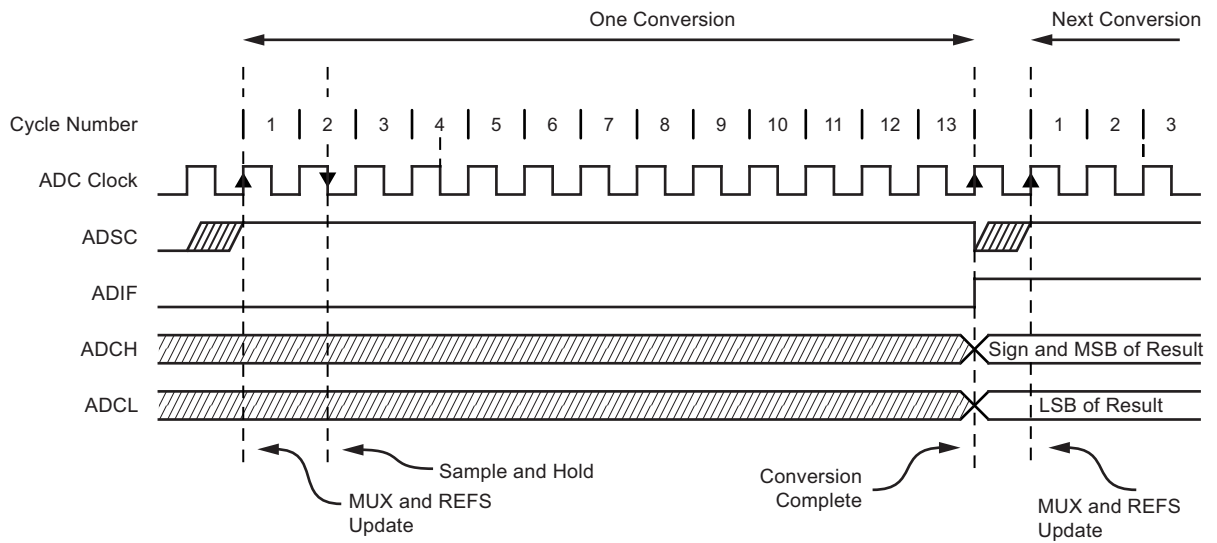 One Conversion
Next Conversion
Cycle Number
1 2 3 4 5 6 7 8 9 10 11 12 13 1 2 3
ADC Clock
ADSC
ADIF
ADCH
Sign and MSB of Result
ADCL
LSB of Result
Sample and Hold
MUX and REFS
Update
Conversion
Complete
MUX and REFS
Update